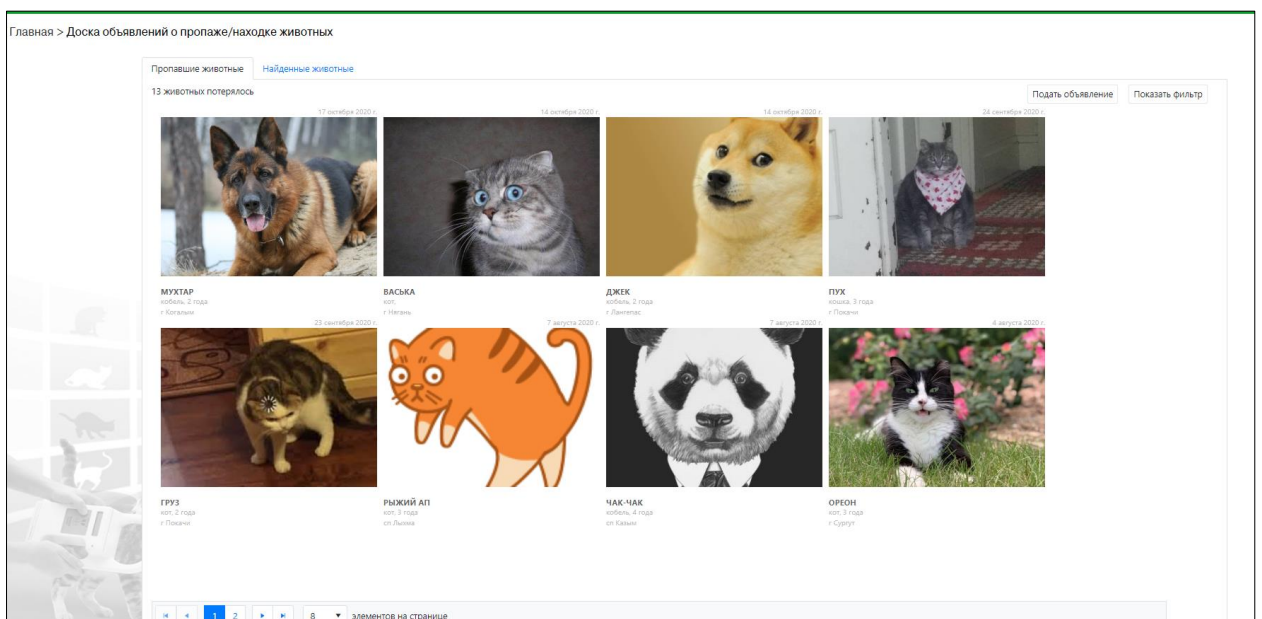 Главная > Доска объявлений о пропаже/находке животных
Пропавшие животные Найденные животные
13 животных потерялось
Подать объявление Показать фильтр
17 октября 2020 г. 14 октября 2020 г. 14 октября 2020 г. 24 сентября 2020 г.
МУХТАР ВАСЬКА ДЖЕК ПУХ
кобель, 2 года кот, кобель, 2 года кошка, 3 года
г Когалым г Нягань г Лангепас г Покачи
23 сентября 2020 г. 7 августа 2020 г. 7 августа 2020 г. 4 августа 2020 г.
ГРУЗ РЫЖИЙ АП ЧАК-ЧАК ОРЕОН
кот, 2 года кот, 3 года кобель, 4 года кот, 3 года
г Покачи сп Лыхма сп Казым г Сургут
1 2 8 элементов на странице